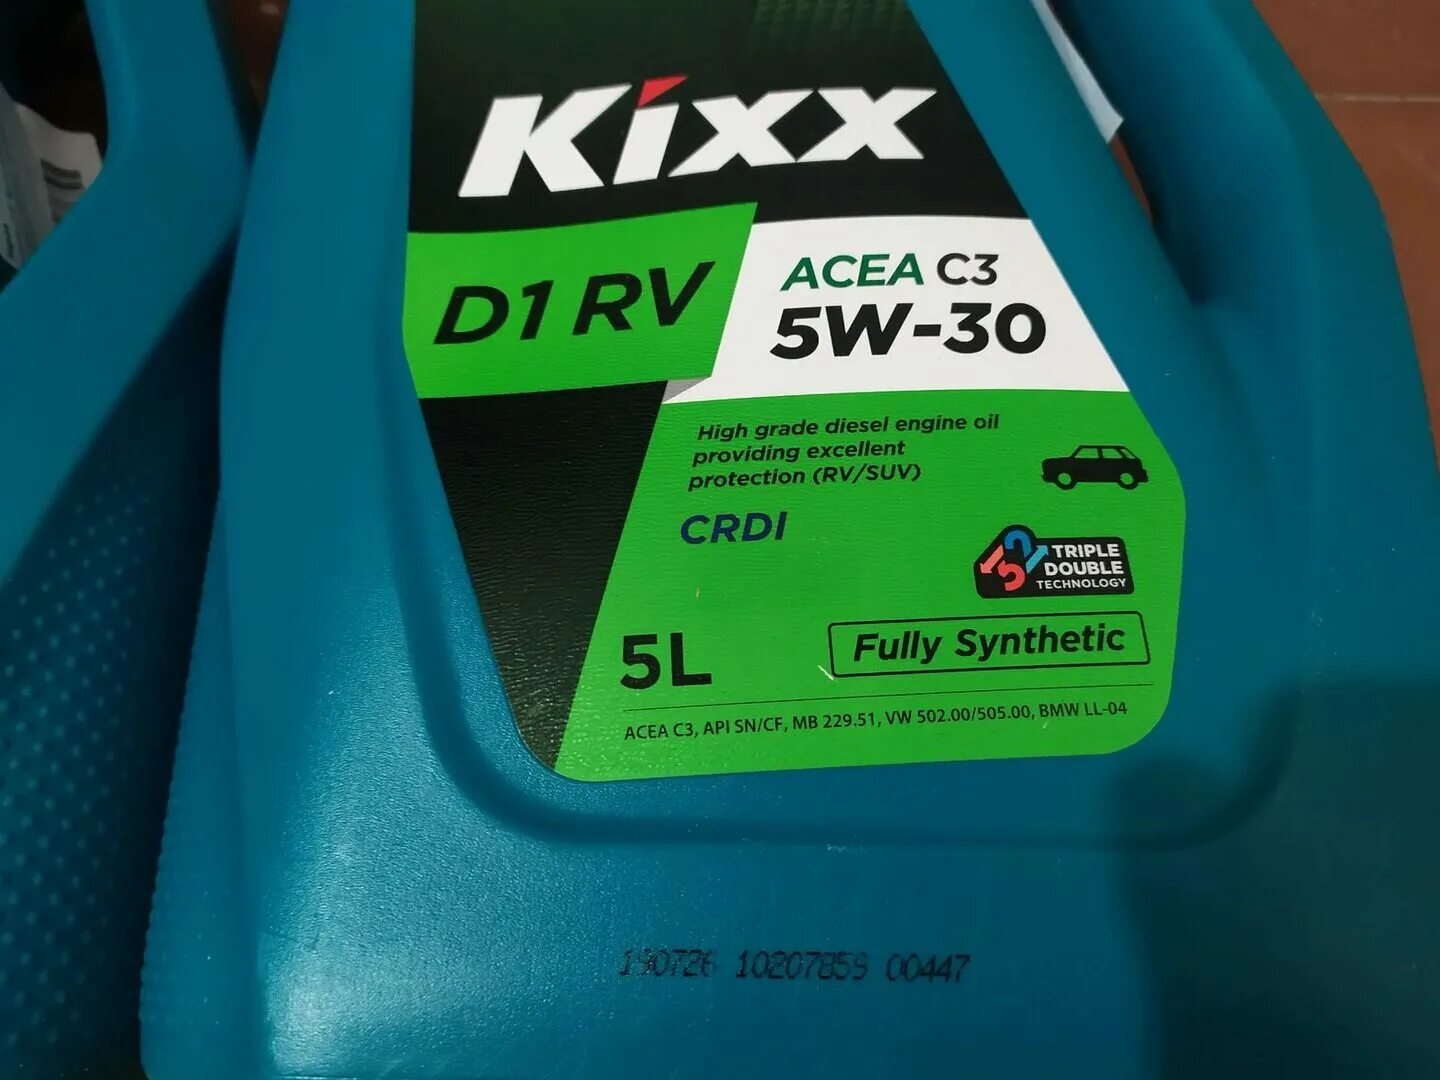 Kixx
D1 RV
ACEA C3
5W-30
High grade diesel engine oil
providing excellent
protection (RV/SUV)
CRDI
TRIPLE
DOUBLE
TECHNOLOGY
5L
Fully Synthetic
ACEA C3, API SN/CF, MB 229.51, VW 502.00/505.00, BMW LL-04
190726 10207859 00447